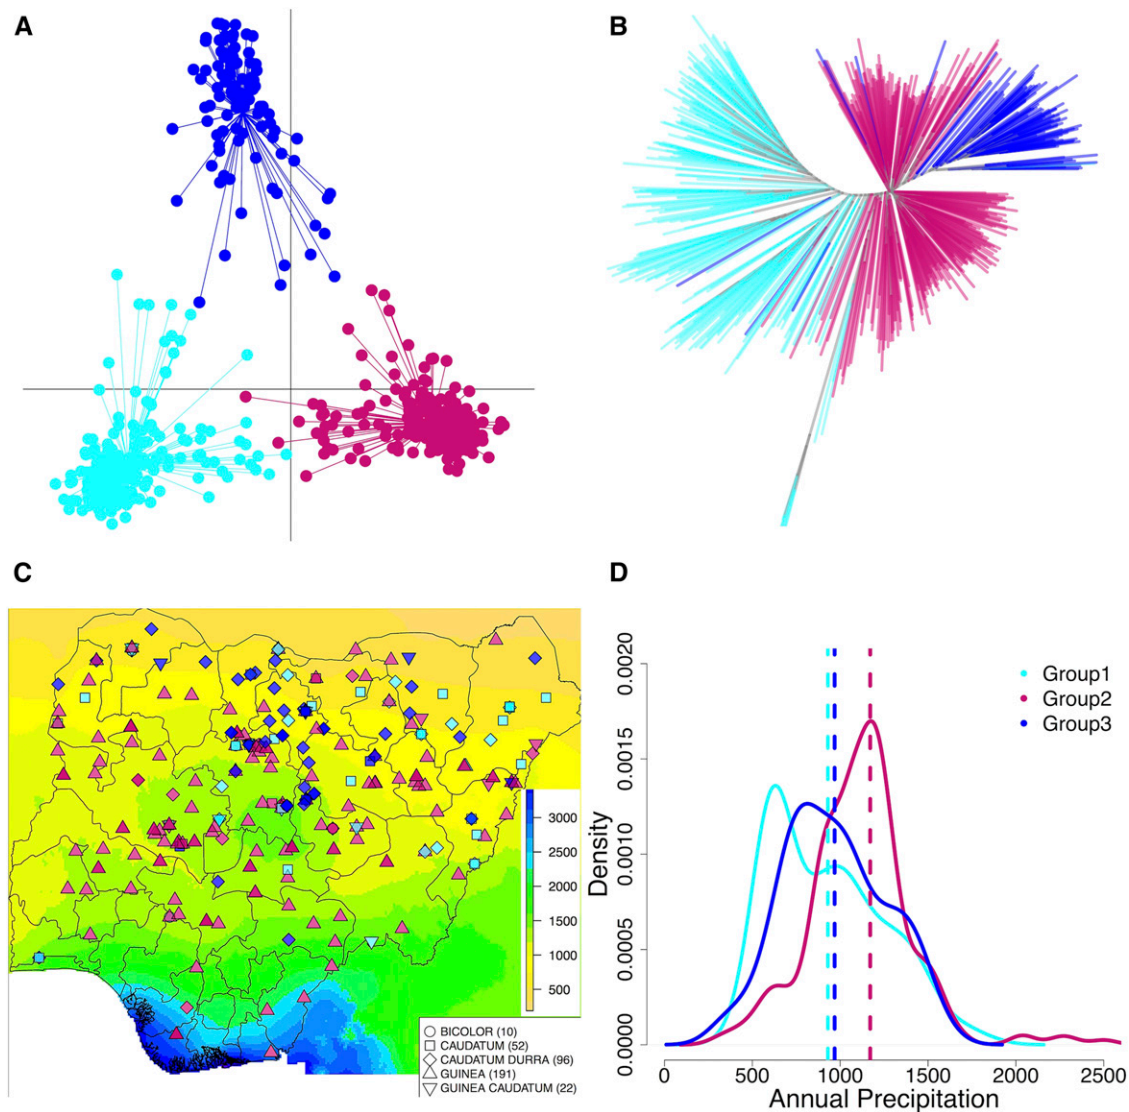 A
B
C
3000
2500
2000
1500
1000
500
BICOLOR (10)
CAUDATUM (52)
CAUDATUM DURRA (96)
GUINEA (191)
GUINEA CAUDATUM (22)
D
Group1
Group2
Group3
Density
0.0020
0.0015
0.0010
0.0005
0.0000
0 500 1000 1500 2000 2500
Annual Precipitation